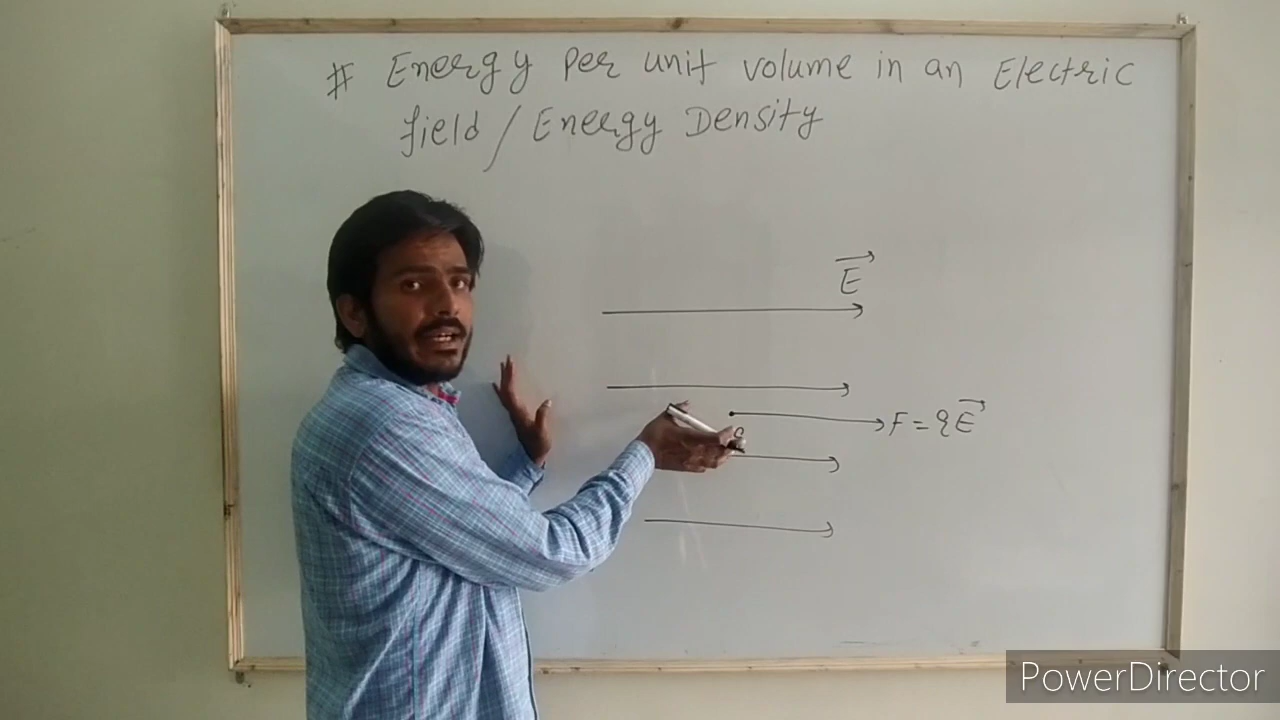 # Energy Per unit volume in an Electric
field / Energy Density
E
F = qE
PowerDirector